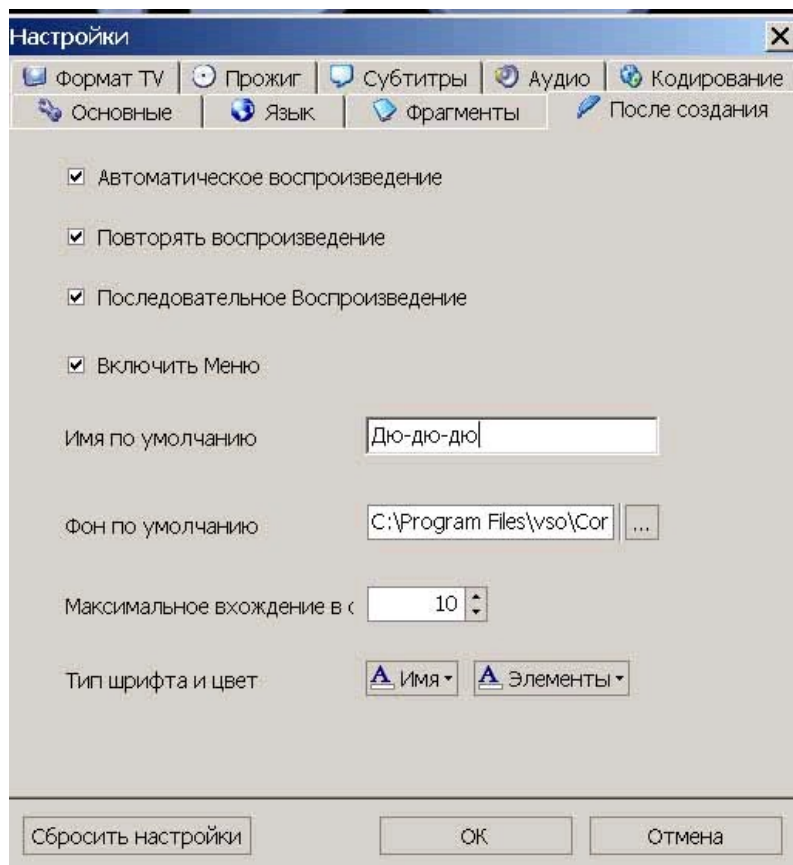 Настройки
Формат TV Прожиг Субтитры Аудио Кодирование
Основные Язык Фрагменты После создания
Автоматическое воспроизведение
Повторять воспроизведение
Последовательное Воспроизведение
Включить Меню
Имя по умолчанию Дю-дю-дю
Фон по умолчанию C:\Program Files\vso\Cor ...
Максимальное вхождение в с 10
Тип шрифта и цвет A Имя A Элементы
Сбросить настройки ОК Отмена